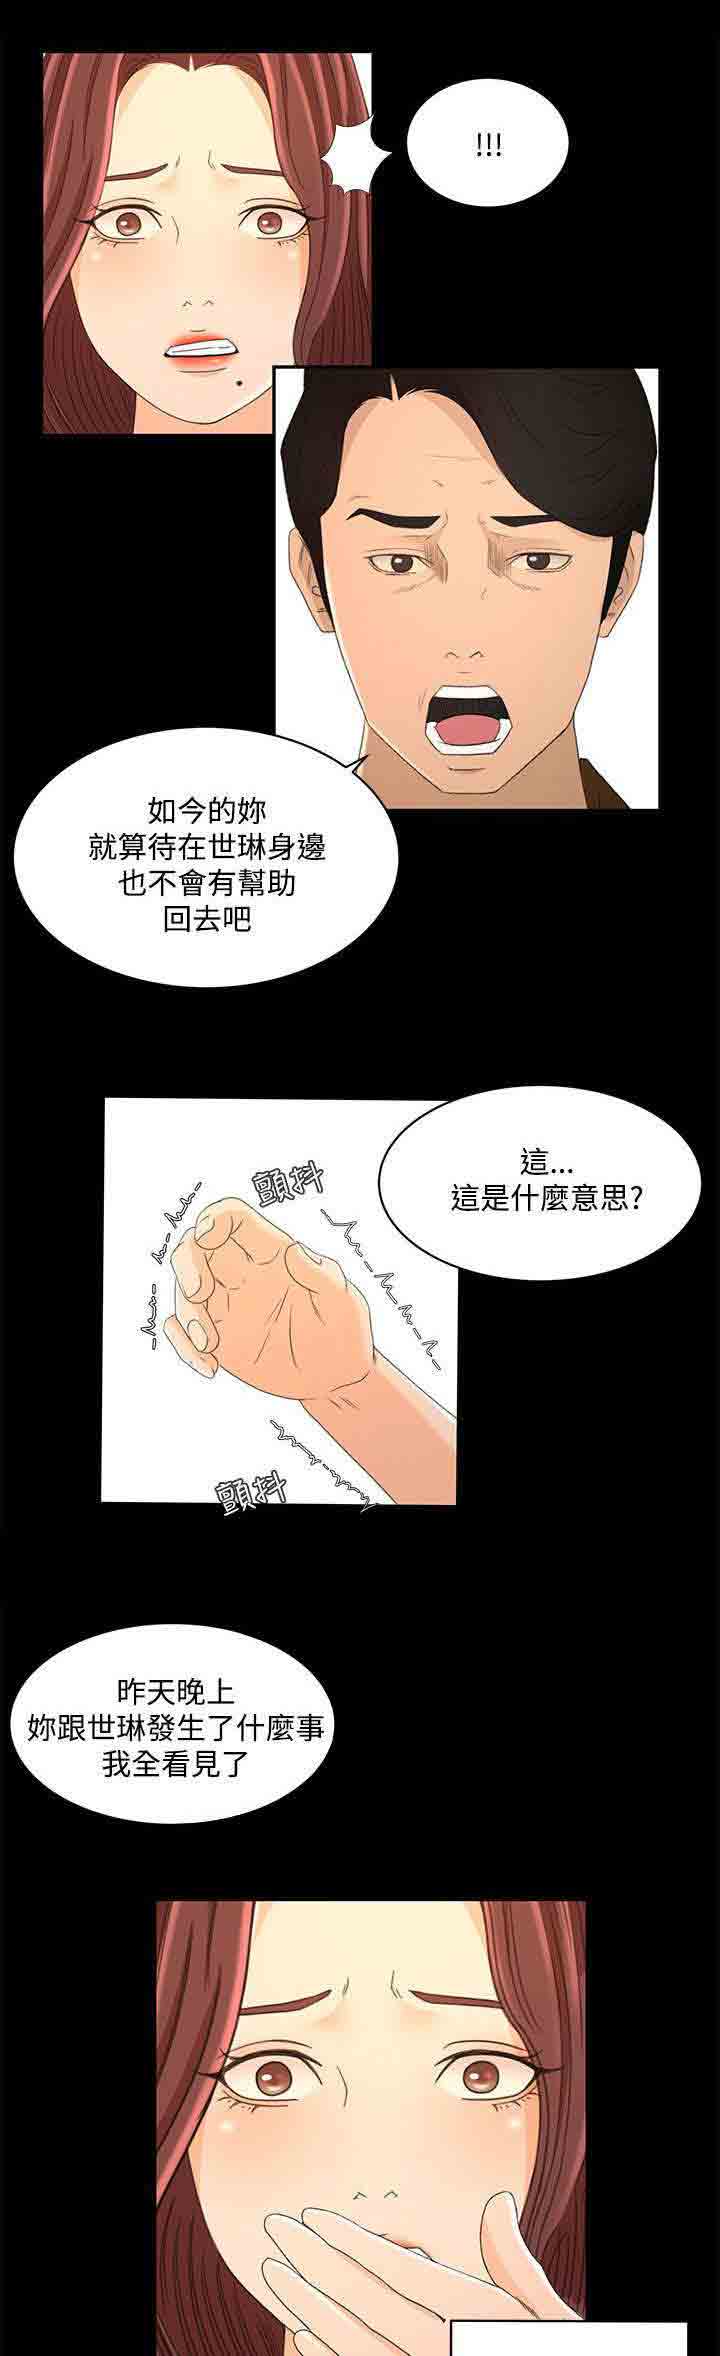 !!!
如今的妳
就算待在世琳身邊
也不會有幫助
回去吧
這...
這是什麼意思?
顫抖
顫抖
昨天晚上
妳跟世琳發生了什麼事
我全看見了